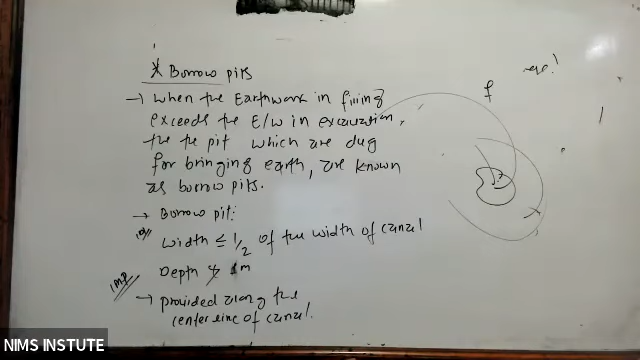 * Borrow pits
→ when the Earthwork in filling
exceeds the E/W in excavation,
the the pit which are dug
for bringing earth, are known
as borrow pits.
→ Borrow pit:
width ≤ 1/2 of the width of canal
Depth ≯ 1m
Imp
→ provided along the
center line of canal.
f
NIMS INSTUTE